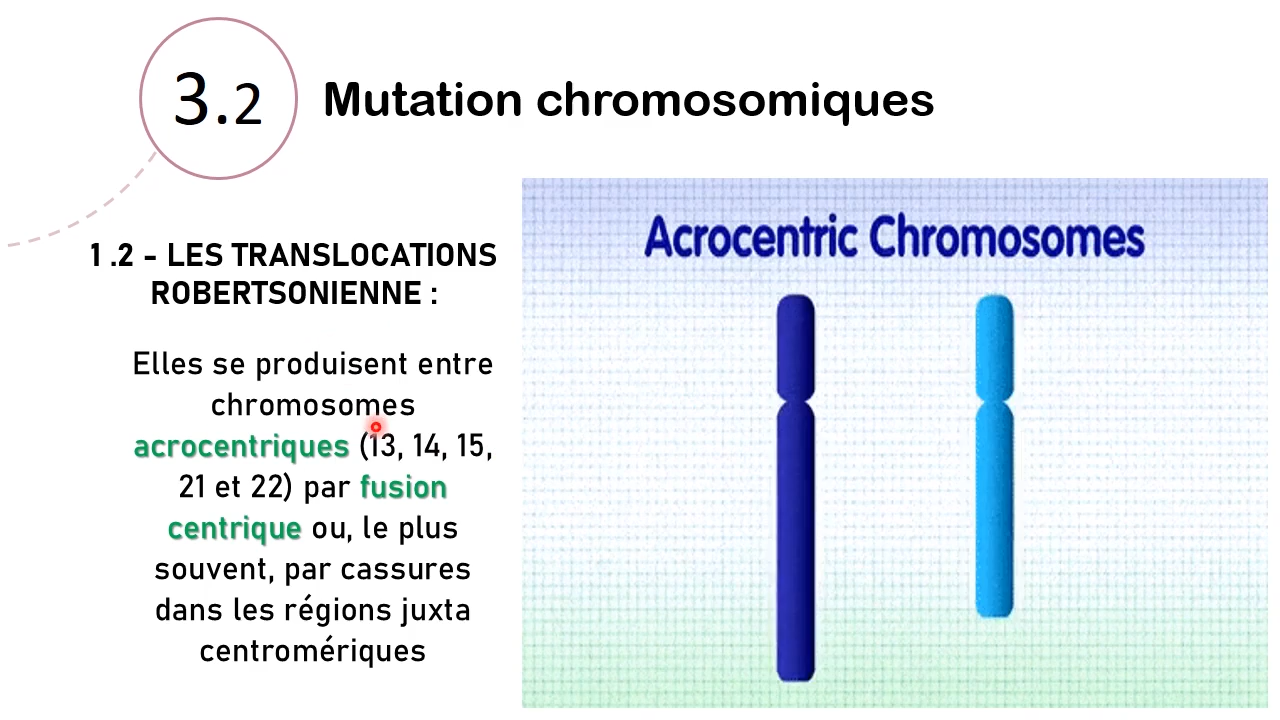 3.2
Mutation chromosomiques
1.2 - LES TRANSLOCATIONS
ROBERTSONIENNE :
Elles se produisent entre
chromosomes
acrocentriques (13, 14, 15,
21 et 22) par fusion
centrique ou, le plus
souvent, par cassures
dans les régions juxta
centromériques
Acrocentric Chromosomes